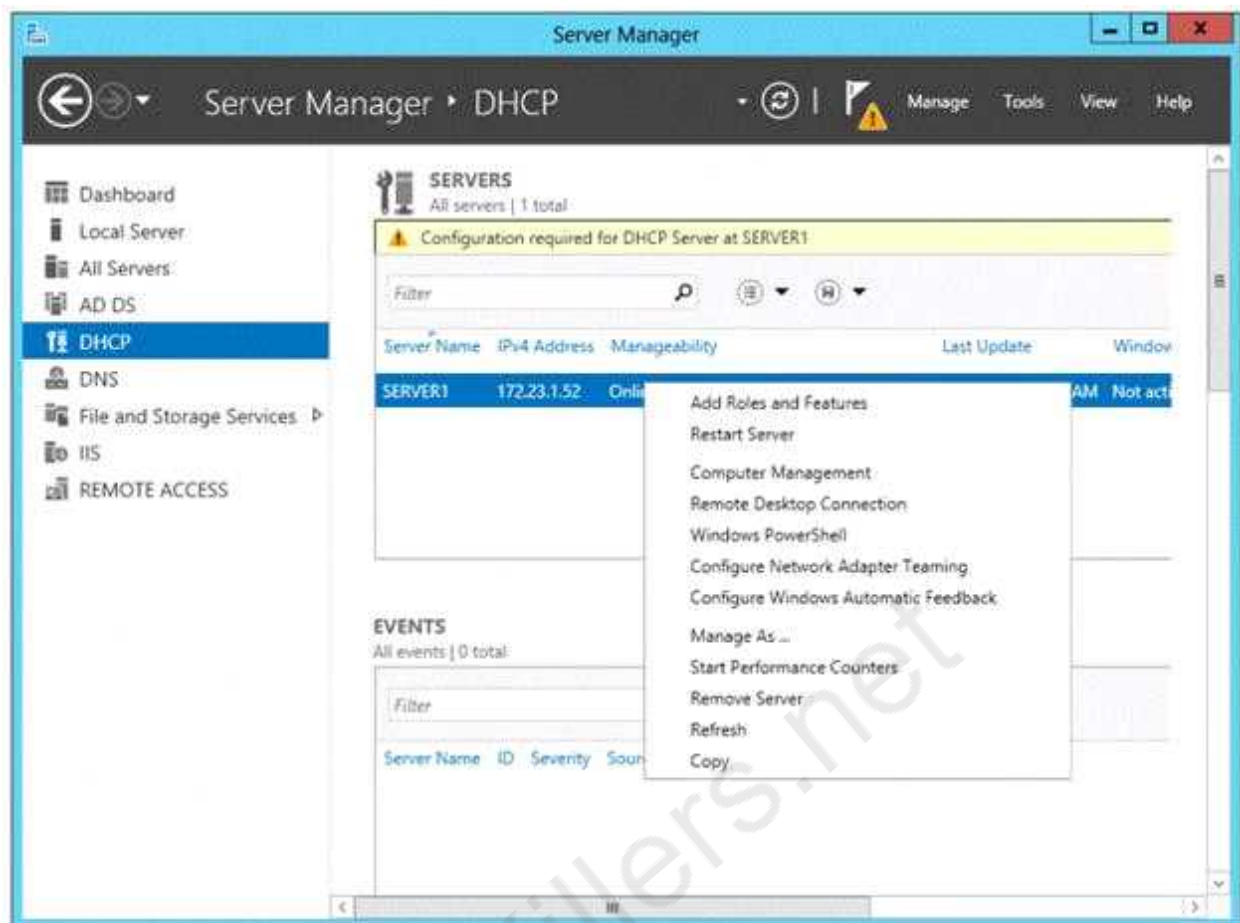 Server Manager
Server Manager ‣ DHCP
Manage Tools View Help
Dashboard
Local Server
All Servers
AD DS
DHCP
DNS
File and Storage Services
IIS
REMOTE ACCESS
SERVERS
All servers | 1 total
Configuration required for DHCP Server at SERVER1
Filter
Server Name IPv4 Address Manageability Last Update Window
SERVER1 172.23.1.52 Onli AM Not acti
Add Roles and Features
Restart Server
Computer Management
Remote Desktop Connection
Windows PowerShell
Configure Network Adapter Teaming
Configure Windows Automatic Feedback
Manage As ...
Start Performance Counters
Remove Server
Refresh
Copy
EVENTS
All events | 0 total
Filter
Server Name ID Severity Sour
illers.net